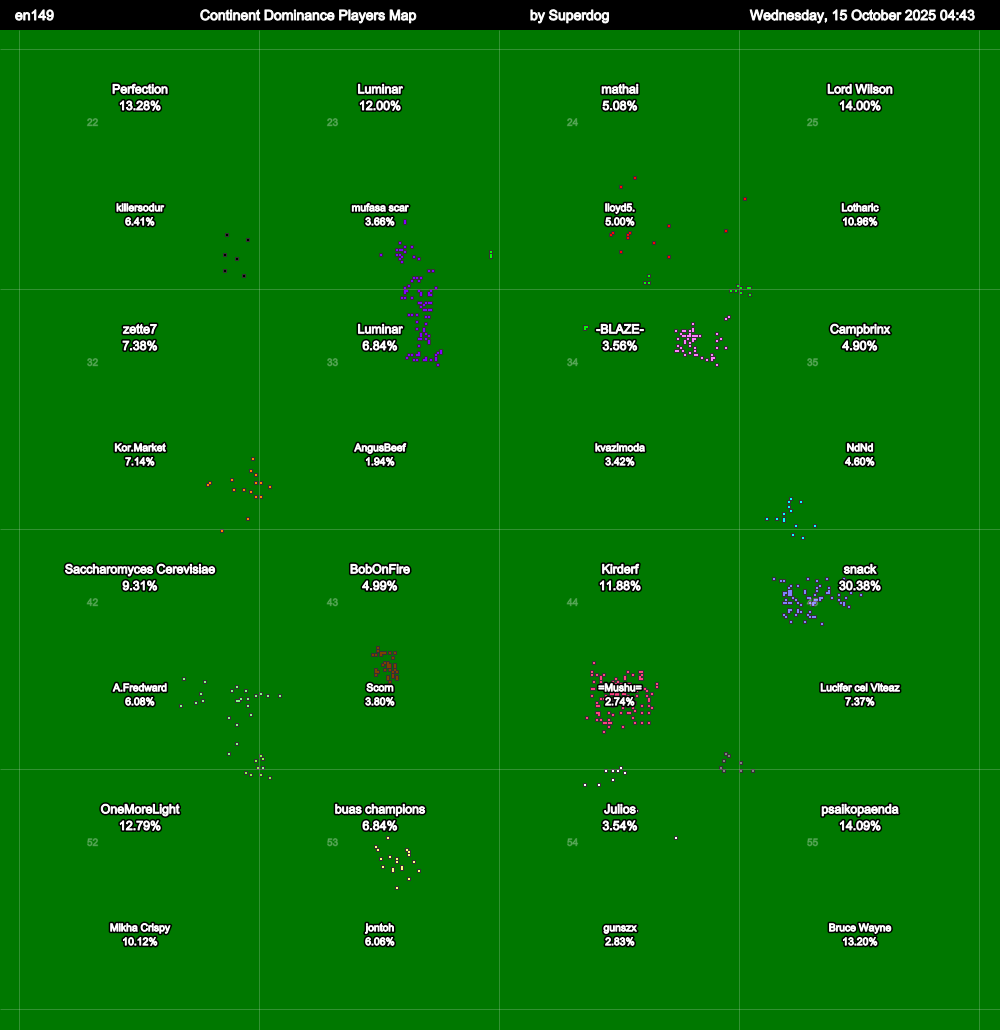 en149 Continent Dominance Players Map by Superdog Wednesday, 15 October 2025 04:43
Perfection Luminar mathai Lord Wilson
13.28% 12.00% 5.08% 14.00%
22 23 24 25
killersodur mufasa scar lloyd5. Lotharic
6.41% 3.66% 5.00% 10.96%
zette7 Luminar -BLAZE- Campbrinx
7.38% 6.84% 3.56% 4.90%
32 33 34 35
Kor.Market AngusBeef kvazimoda NdNd
7.14% 1.94% 3.42% 4.60%
Saccharomyces Cerevisiae BobOnFire Kirderf snack
9.31% 4.99% 11.88% 30.38%
42 43 44
A.Fredward Scorn =Mushu= Lucifer cel Viteaz
6.08% 3.80% 2.74% 7.37%
OneMoreLight buas champions Julios psaikopaenda
12.79% 6.84% 3.54% 14.09%
52 53 54 55
Mikha Crispy jontoh gunszx Bruce Wayne
10.12% 6.06% 2.83% 13.20%